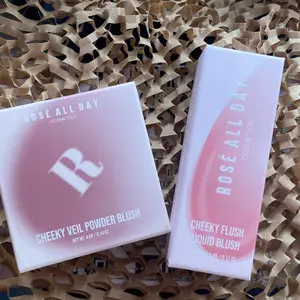 ROSÉ ALL DAY
R
CHEEKY VEIL POWDER BLUSH
ROSÉ ALL DAY
CHEEKY FLUSH
LIQUID BLUSH